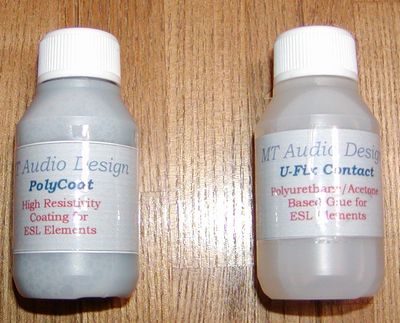 MT Audio Design
PolyCoat
High Resistivity
Coating for
ESL Elements
MT Audio Design
U-Fix Contact
Polyurethane/Acetone
Based Glue for
ESL Elements